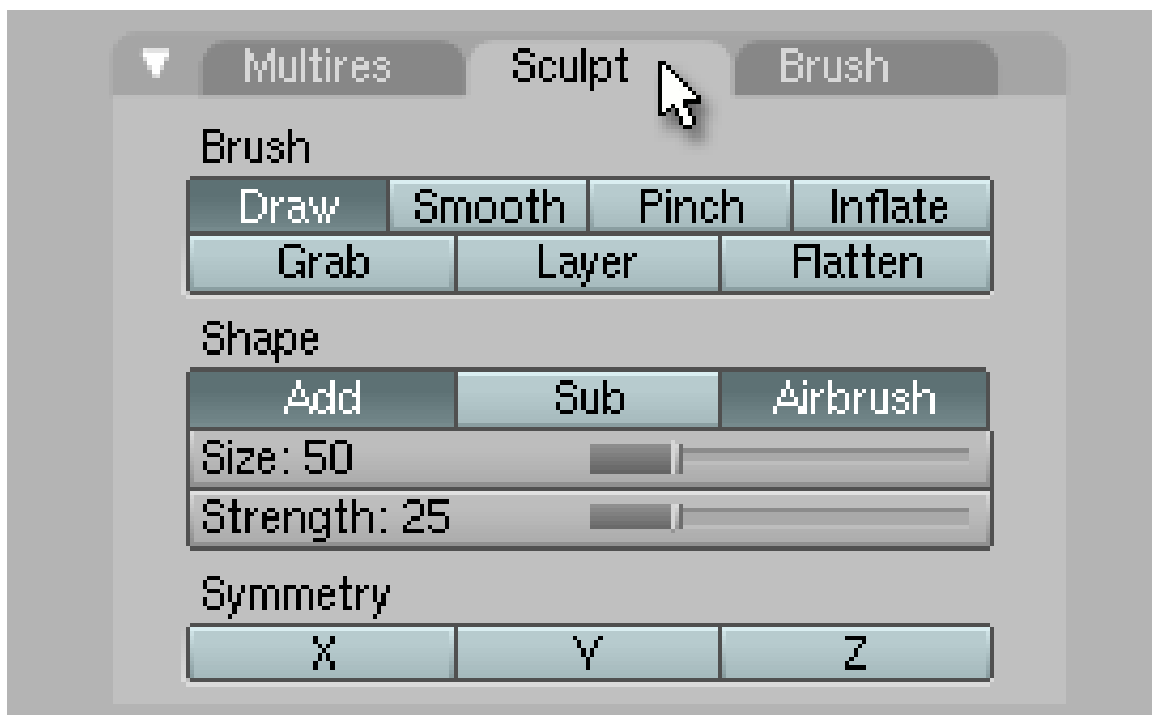 Multires Sculpt Brush
Brush
Draw Smooth Pinch Inflate
Grab Layer Flatten
Shape
Add Sub Airbrush
Size: 50
Strength: 25
Symmetry
X Y Z